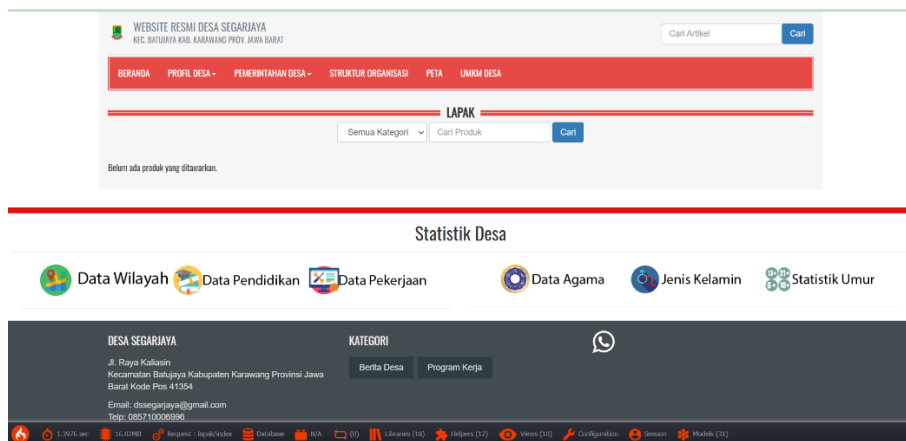 WEBSITE RESMI DESA SEGARJAYA
KEC. BATUJAYA KAB. KARAWANG PROV. JAWA BARAT
Cari Artikel Cari
BERANDA PROFIL DESA PEMERINTAHAN DESA STRUKTUR ORGANISASI PETA UMKM DESA
LAPAK
Semua Kategori Cari Produk Cari
Belum ada produk yang ditawarkan.
Statistik Desa
Data Wilayah Data Pendidikan Data Pekerjaan Data Agama Jenis Kelamin Statistik Umur
DESA SEGARJAYA
Jl. Raya Kaliasin
Kecamatan Batujaya Kabupaten Karawang Provinsi Jawa
Barat Kode Pos 41354
Email: dssegarjaya@gmail.com
Telp: 085710006996
KATEGORI
Berita Desa Program Kerja
1.3976 sec 16.02MB Request : lapak/index Database N/A (0) Libraries (18) Helpers (12) Views (10) Configuration Session Models (31)